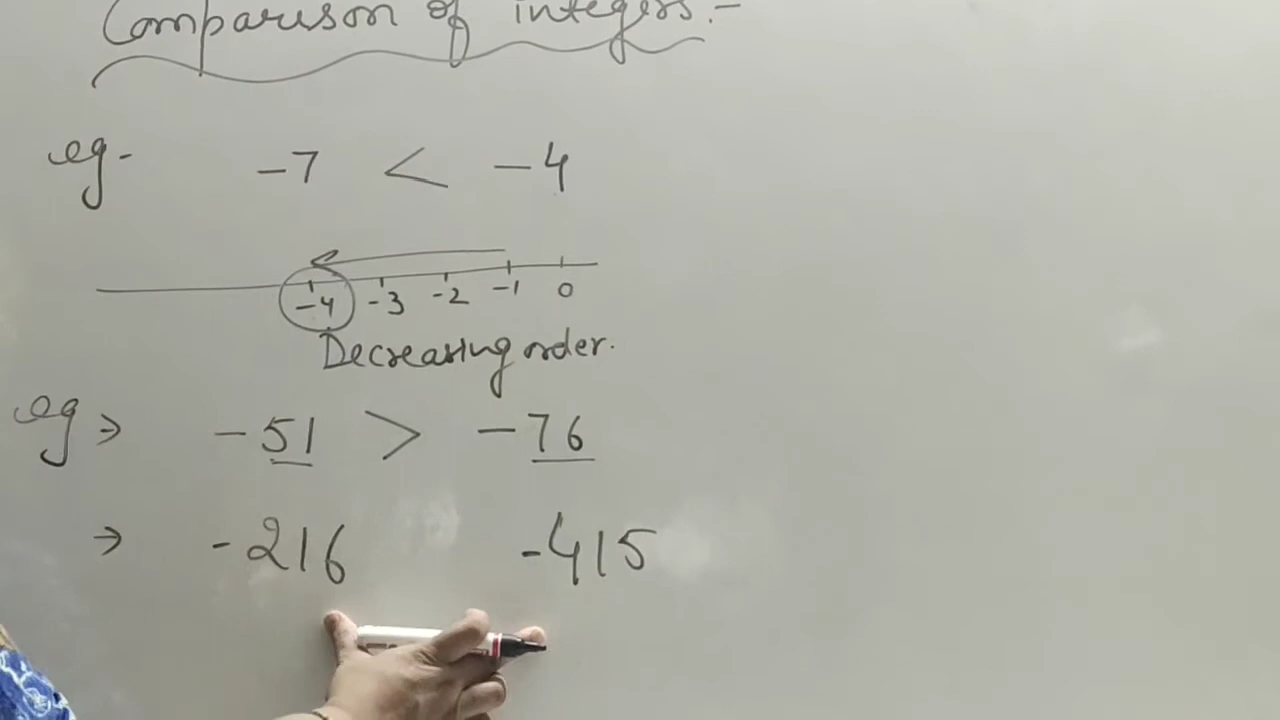 Comparison of integers:-
eg- -7 < -4
-4 -3 -2 -1 0
Decreasing order.
eg → -51 > -76
→ -216 -415